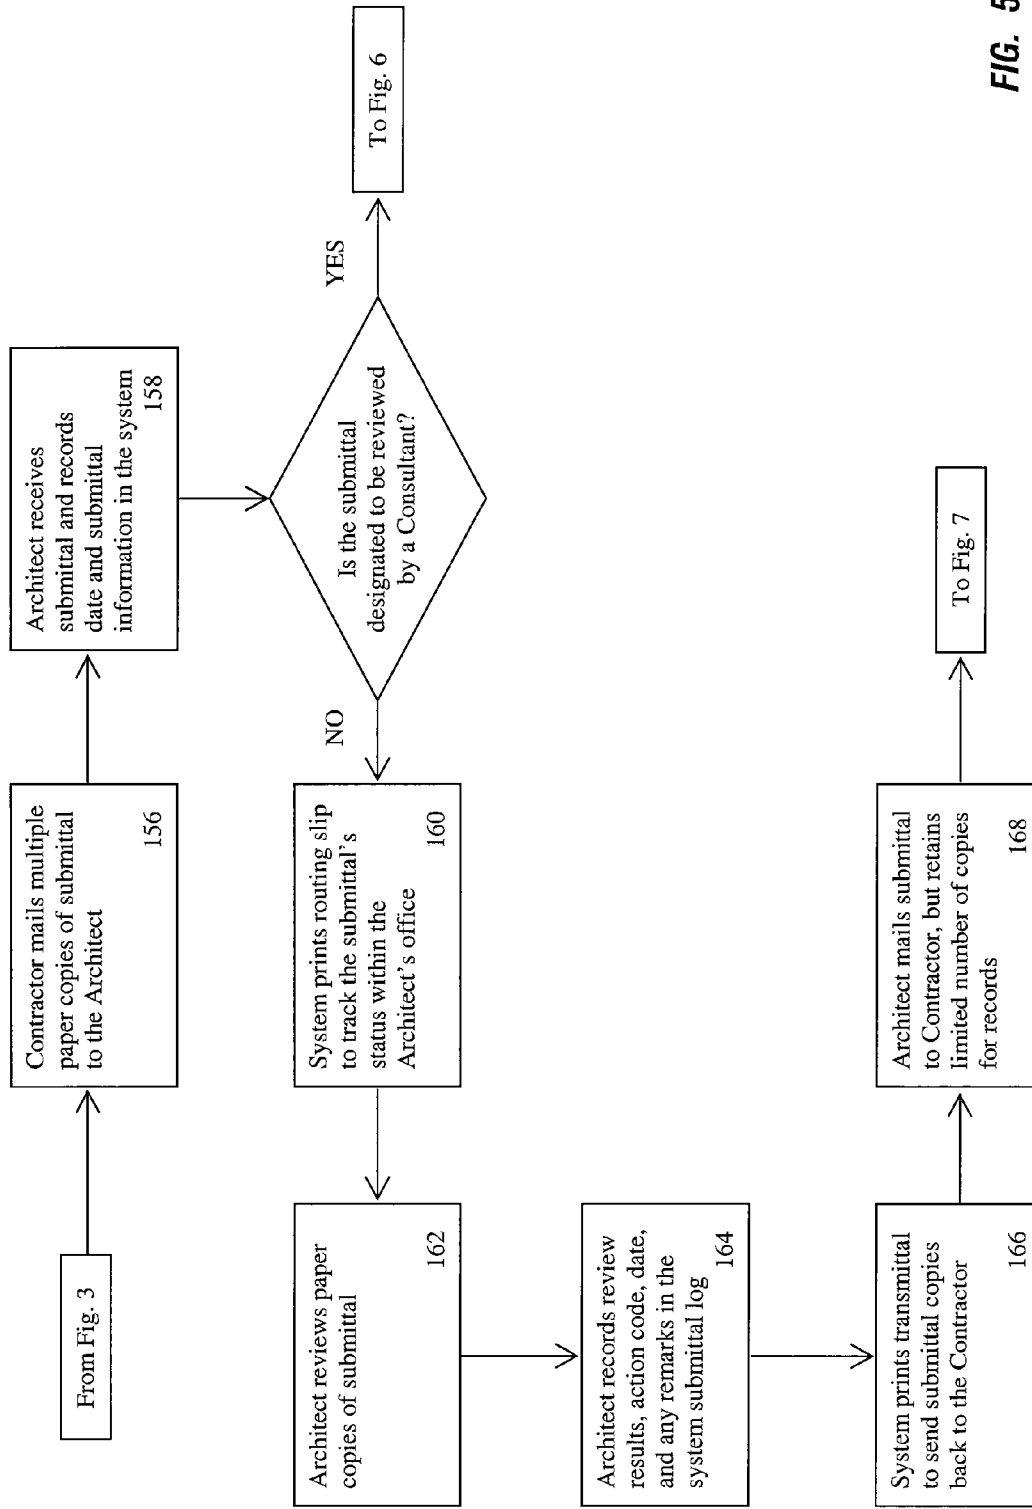 From Fig. 3
Contractor mails multiple
paper copies of submittal
to the Architect
156
Architect receives
submittal and records
date and submittal
information in the system
158
Is the submittal
designated to be reviewed
by a Consultant?
YES
To Fig. 6
NO
System prints routing slip
to track the submittal's
status within the
Architect's office
160
Architect reviews paper
copies of submittal
162
Architect records review
results, action code, date,
and any remarks in the
system submittal log
164
System prints transmittal
to send submittal copies
back to the Contractor
166
Architect mails submittal
to Contractor, but retains
limited number of copies
for records
168
To Fig. 7
FIG. 5